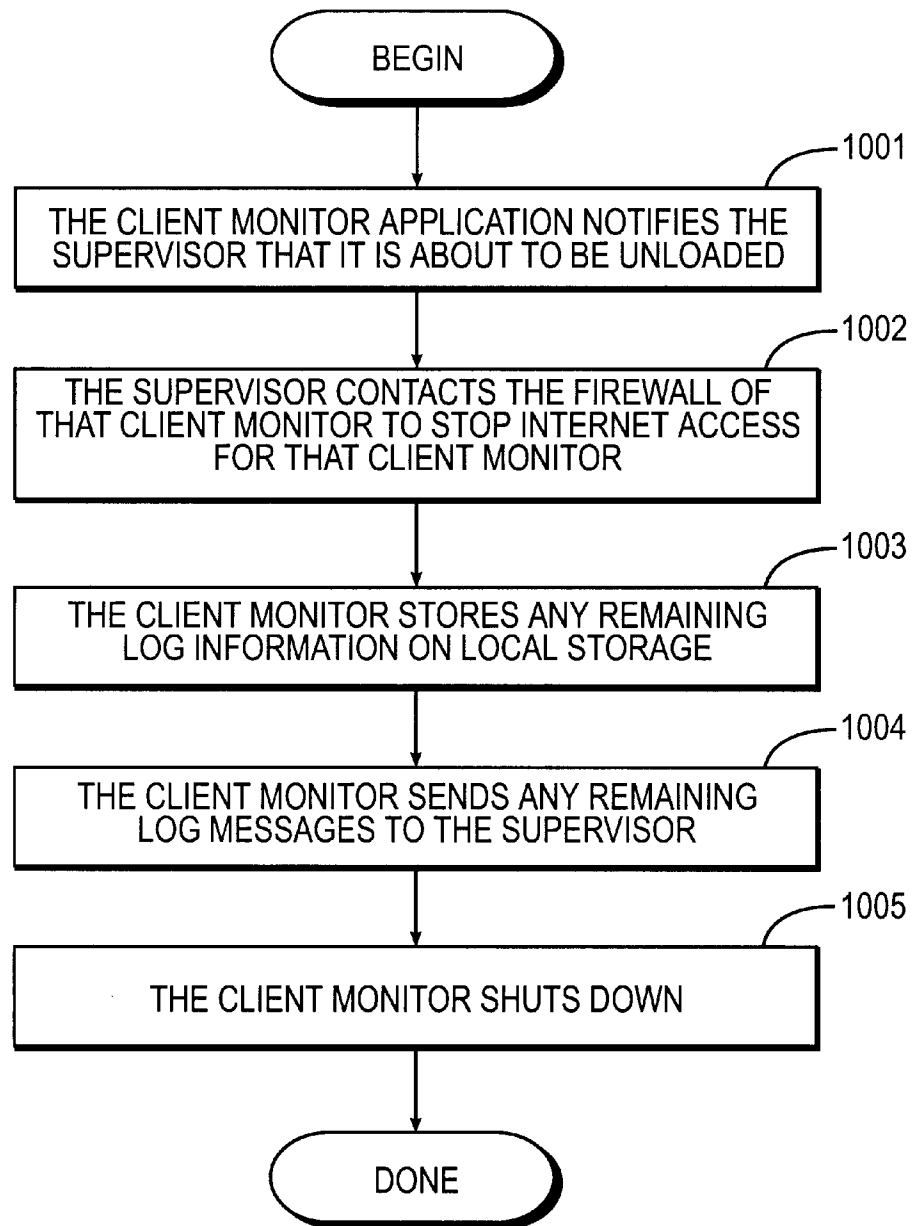 BEGIN
1001
THE CLIENT MONITOR APPLICATION NOTIFIES THE
SUPERVISOR THAT IT IS ABOUT TO BE UNLOADED
1002
THE SUPERVISOR CONTACTS THE FIREWALL OF
THAT CLIENT MONITOR TO STOP INTERNET ACCESS
FOR THAT CLIENT MONITOR
1003
THE CLIENT MONITOR STORES ANY REMAINING
LOG INFORMATION ON LOCAL STORAGE
1004
THE CLIENT MONITOR SENDS ANY REMAINING
LOG MESSAGES TO THE SUPERVISOR
1005
THE CLIENT MONITOR SHUTS DOWN
DONE